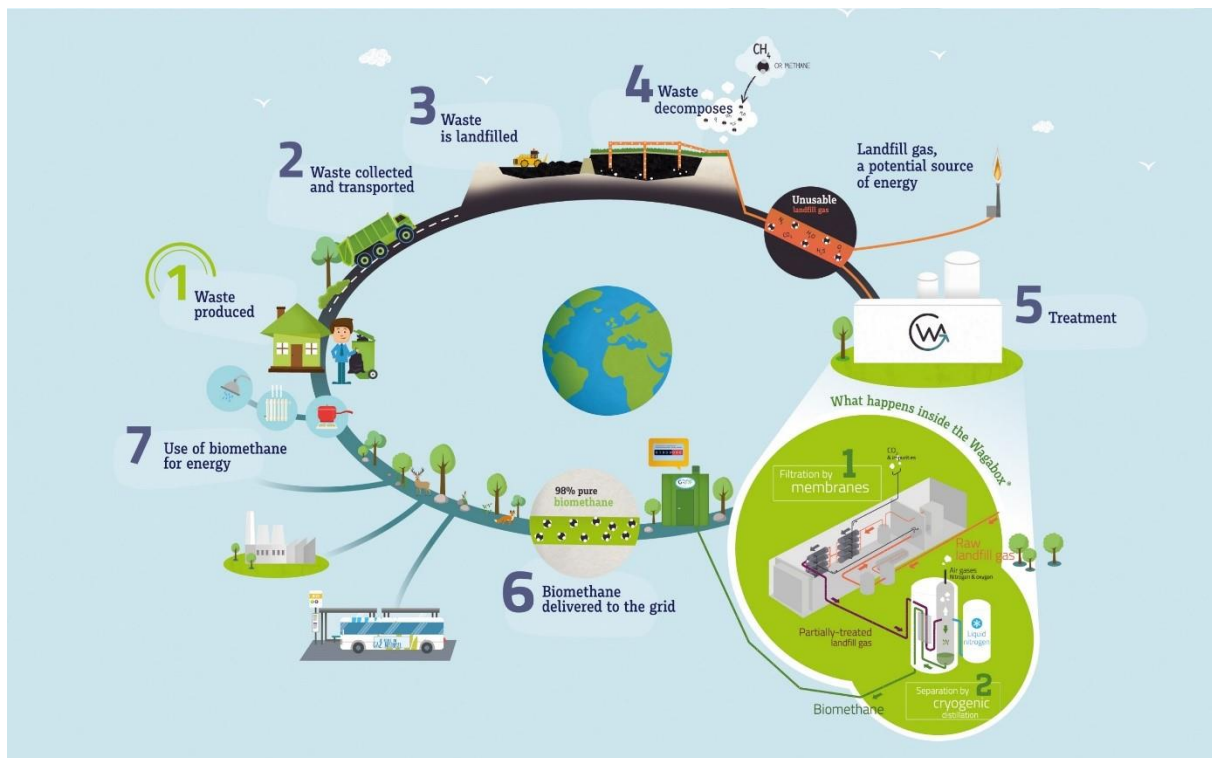 1
Waste
produced
2
Waste collected
and transported
3
Waste
is landfilled
4
Waste
decomposes
CH4
OR METHANE
Unusable
landfill gas
Landfill gas,
a potential source
of energy
WAGA
5
Treatment
What happens inside the Wagabox®
1
Filtration by
membranes
CO2
& impurities
Raw
landfill gas
Air gases
Nitrogen & oxygen
Liquid
nitrogen
Partially-treated
landfill gas
2
Separation by
cryogenic
distillation
Biomethane
6
Biomethane
delivered to the grid
98% pure
biomethane
7
Use of biomethane
for energy